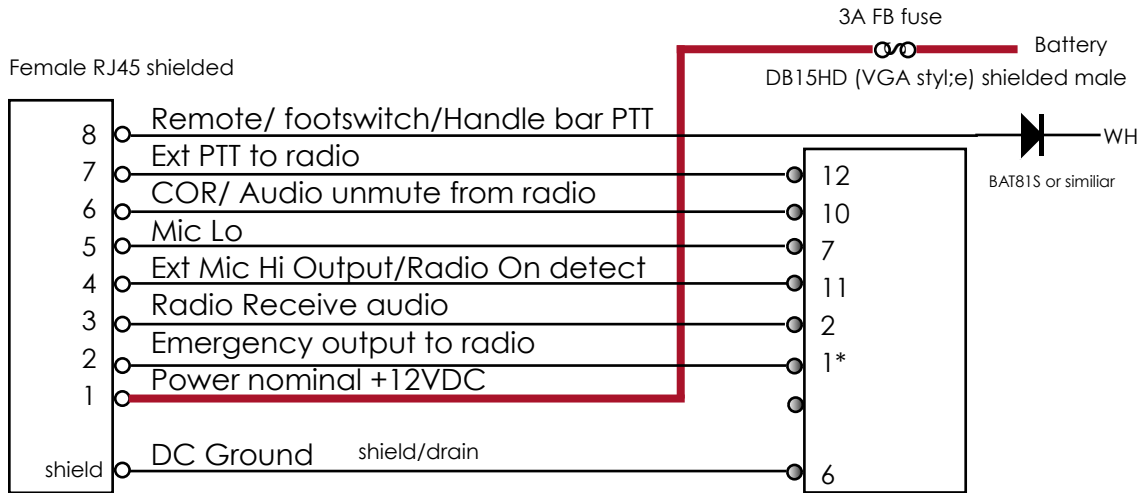 3A FB fuse
Battery
Female RJ45 shielded
DB15HD (VGA styl;e) shielded male
8 Remote/ footswitch/Handle bar PTT
WH
7 Ext PTT to radio 12
BAT81S or similiar
6 COR/ Audio unmute from radio 10
5 Mic Lo 7
4 Ext Mic Hi Output/Radio On detect 11
3 Radio Receive audio 2
2 Emergency output to radio 1*
1 Power nominal +12VDC
shield DC Ground shield/drain 6